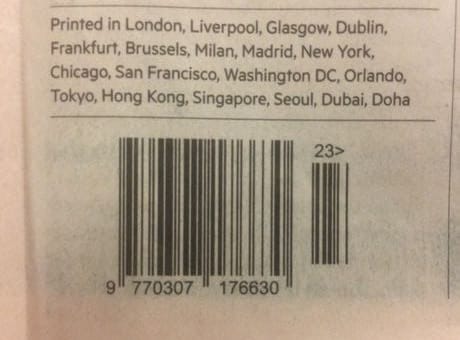 Printed in London, Liverpool, Glasgow, Dublin,
Frankfurt, Brussels, Milan, Madrid, New York,
Chicago, San Francisco, Washington DC, Orlando,
Tokyo, Hong Kong, Singapore, Seoul, Dubai, Doha
23>
9 770307 176630